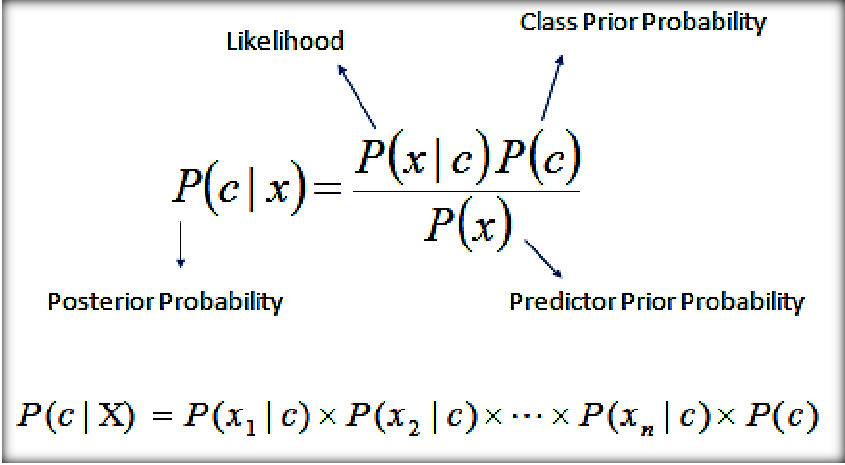 Likelihood
Class Prior Probability
P(c | x) = P(x | c)P(c) / P(x)
Posterior Probability
Predictor Prior Probability
P(c | X) = P(x₁ | c) × P(x₂ | c) × ⋯ × P(xₙ | c) × P(c)